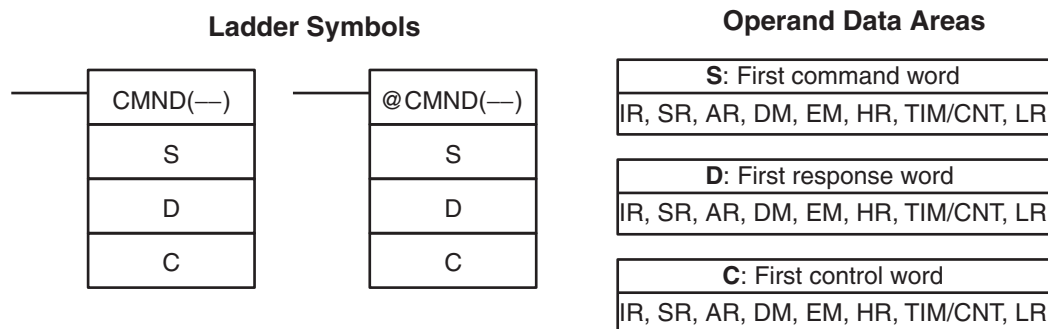 Ladder Symbols
CMND(––)
S
D
C
@CMND(––)
S
D
C
Operand Data Areas
S: First command word
IR, SR, AR, DM, EM, HR, TIM/CNT, LR
D: First response word
IR, SR, AR, DM, EM, HR, TIM/CNT, LR
C: First control word
IR, SR, AR, DM, EM, HR, TIM/CNT, LR